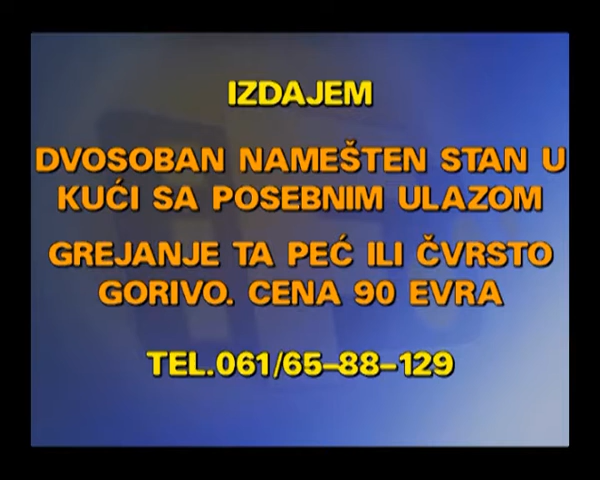 IZDAJEM
DVOSOBAN NAMEŠTEN STAN U
KUĆI SA POSEBNIM ULAZOM
GREJANJE TA PEĆ ILI ČVRSTO
GORIVO. CENA 90 EVRA
TEL.061/65-88-129